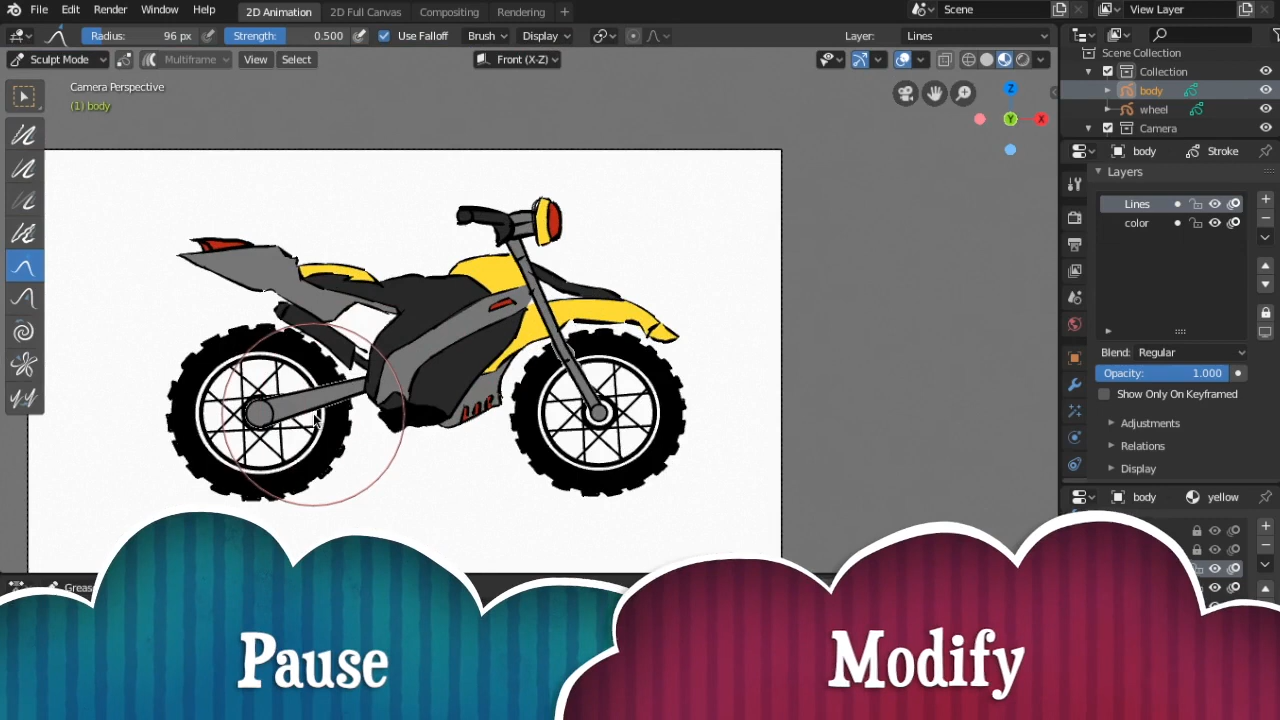 File Edit Render Window Help 2D Animation 2D Full Canvas Compositing Rendering + Scene View Layer
Radius: 96 px Strength: 0.500 Use Falloff Brush Display Layer: Lines
Sculpt Mode Multiframe View Select Front (X-Z)
Scene Collection
Collection
body
wheel
Camera
Camera Perspective
(1) body
Z
Y
X
body Stroke
Layers
Lines
color
Blend: Regular
Opacity: 1.000
Show Only On Keyframed
Adjustments
Relations
Display
body yellow
Pause
Modify